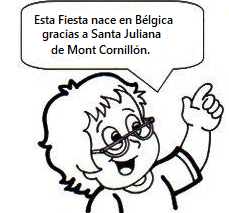 Esta Fiesta nace en Bélgica
gracias a Santa Juliana
de Mont Cornillón.